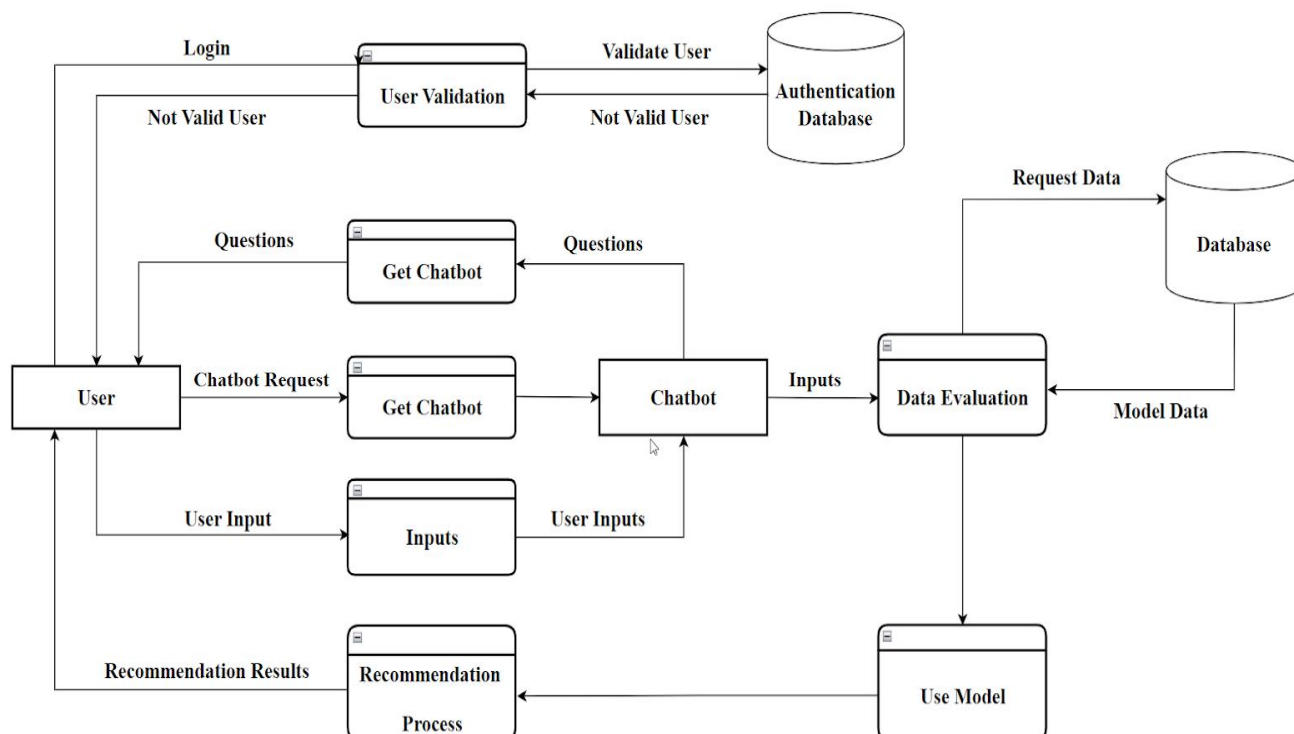 Login
Validate User
User Validation
Authentication
Database
Not Valid User
Not Valid User
Request Data
Database
Questions
Questions
Get Chatbot
User
Chatbot Request
Get Chatbot
Chatbot
Inputs
Data Evaluation
Model Data
User Input
Inputs
User Inputs
Recommendation Results
Recommendation
Process
Use Model